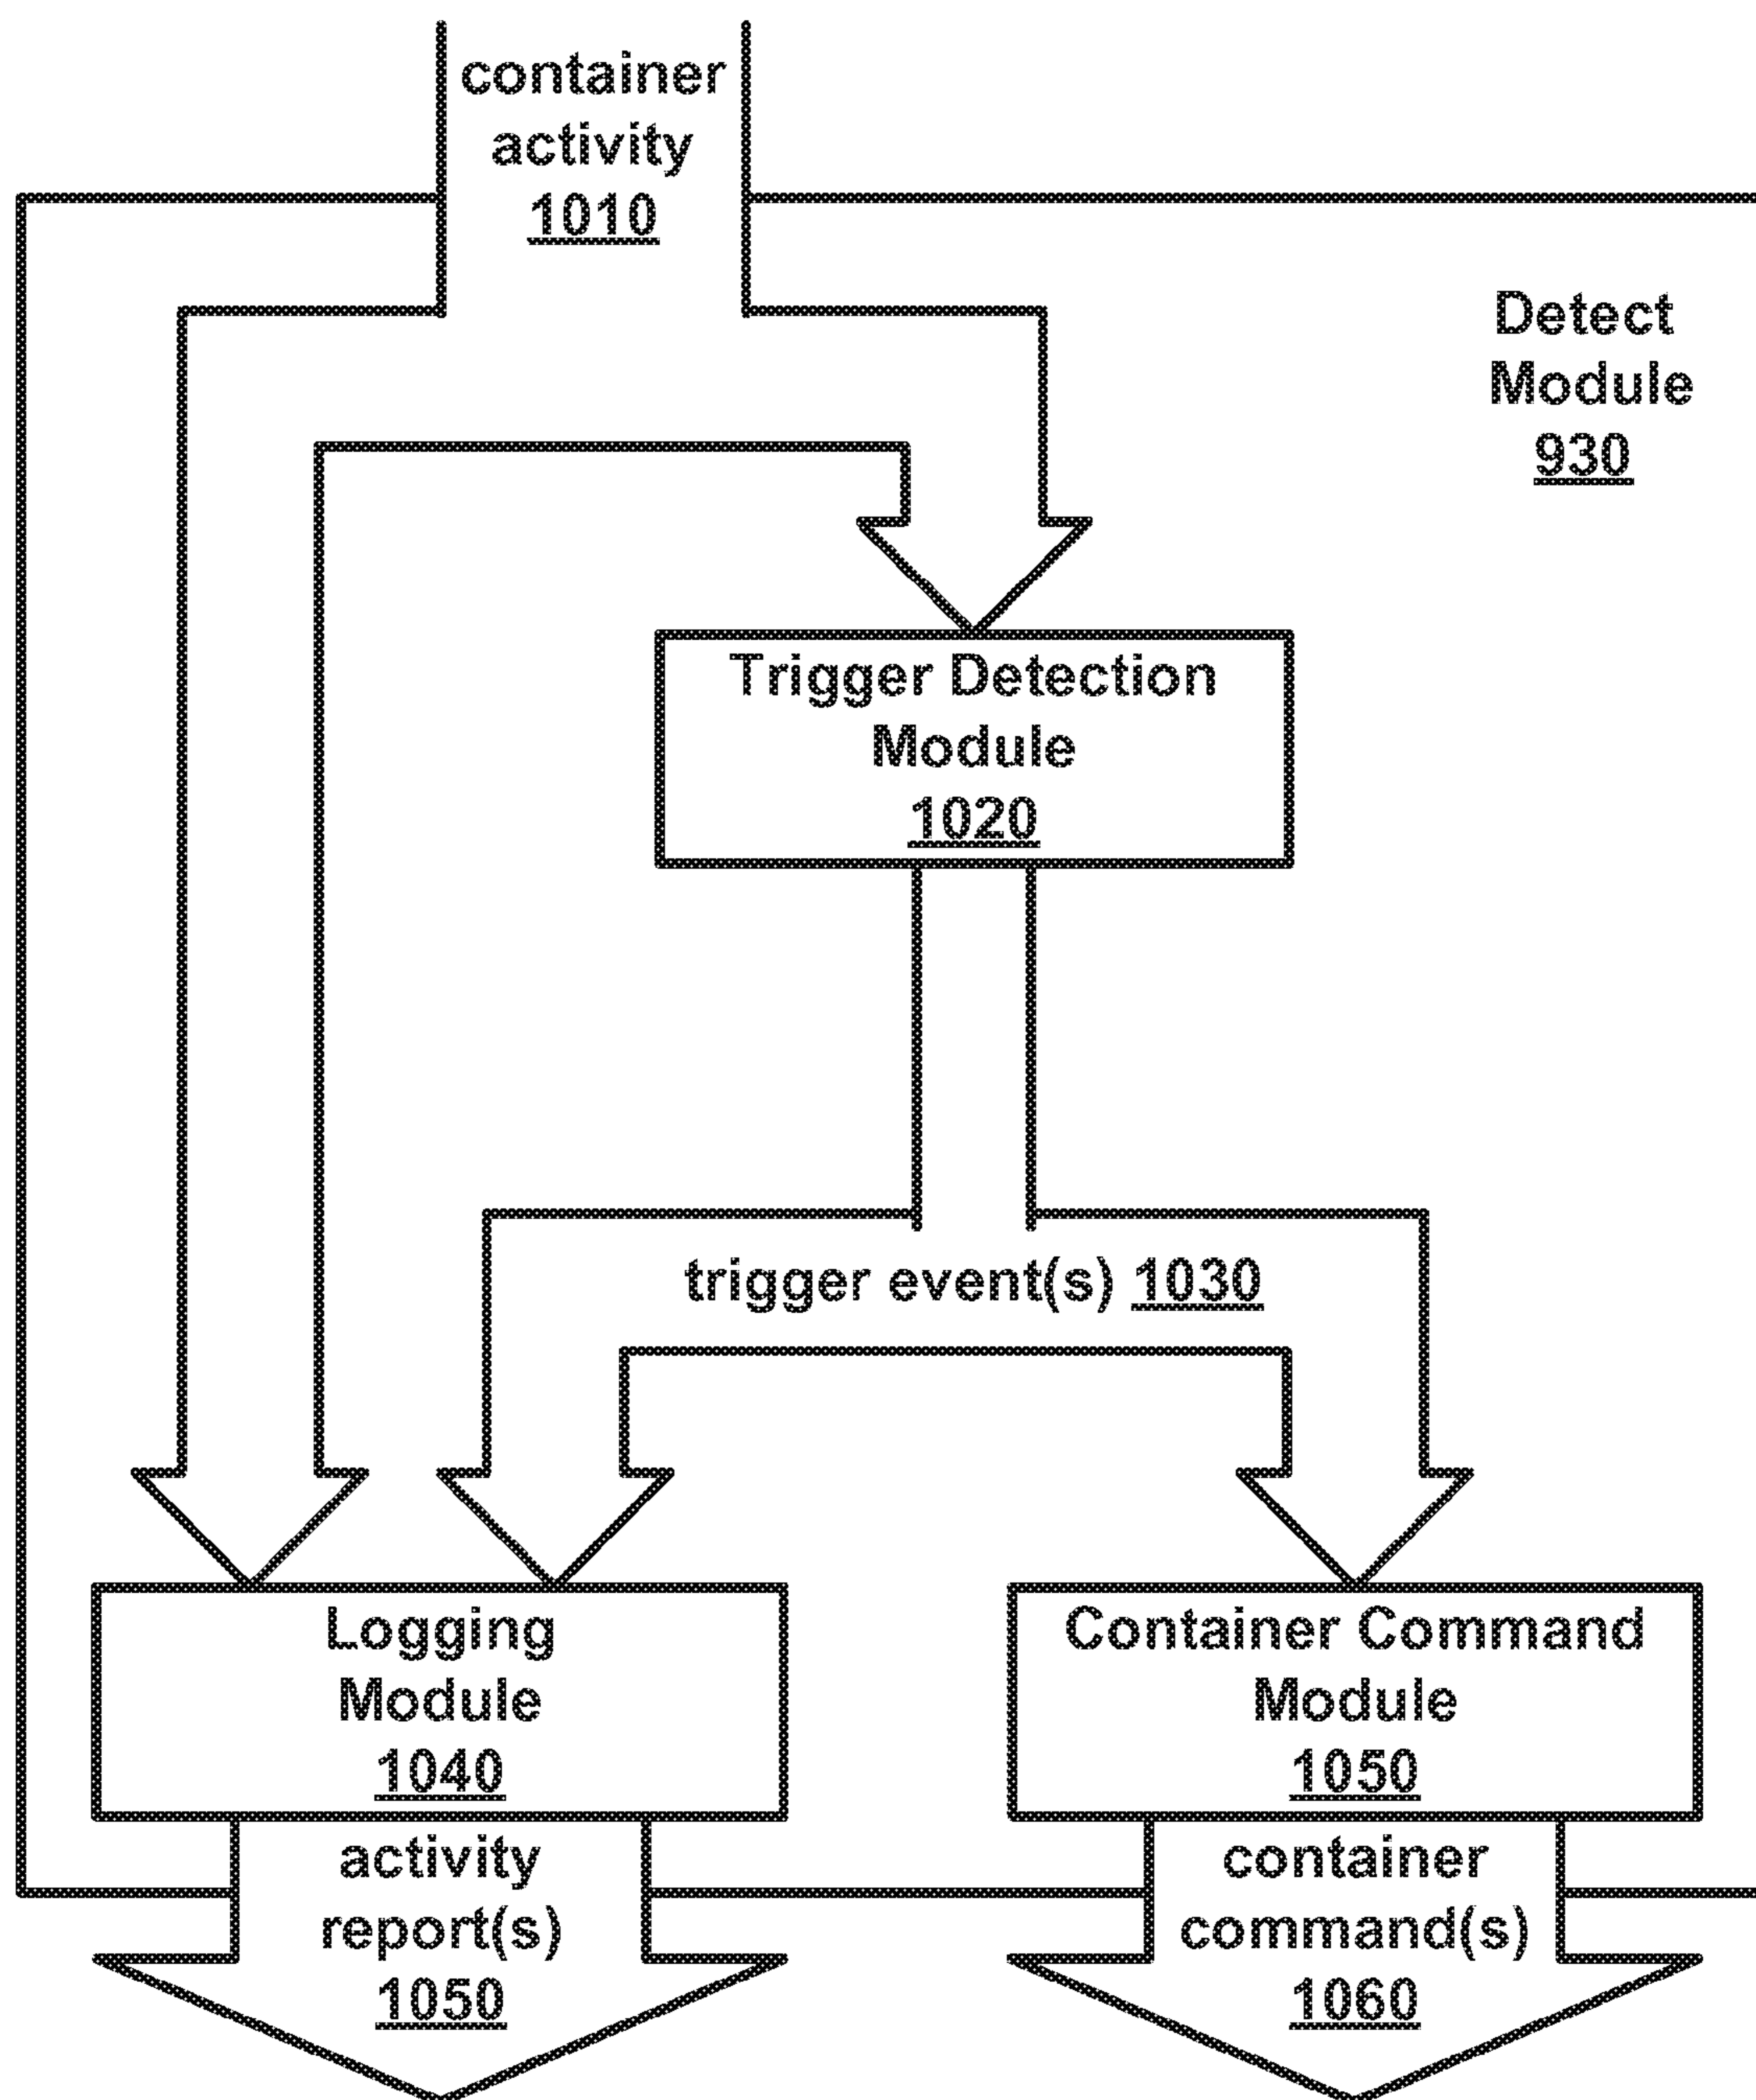 container
activity
1010
Detect
Module
930
Trigger Detection
Module
1020
trigger event(s) 1030
Logging
Module
1040
Container Command
Module
1050
activity
report(s)
1050
container
command(s)
1060